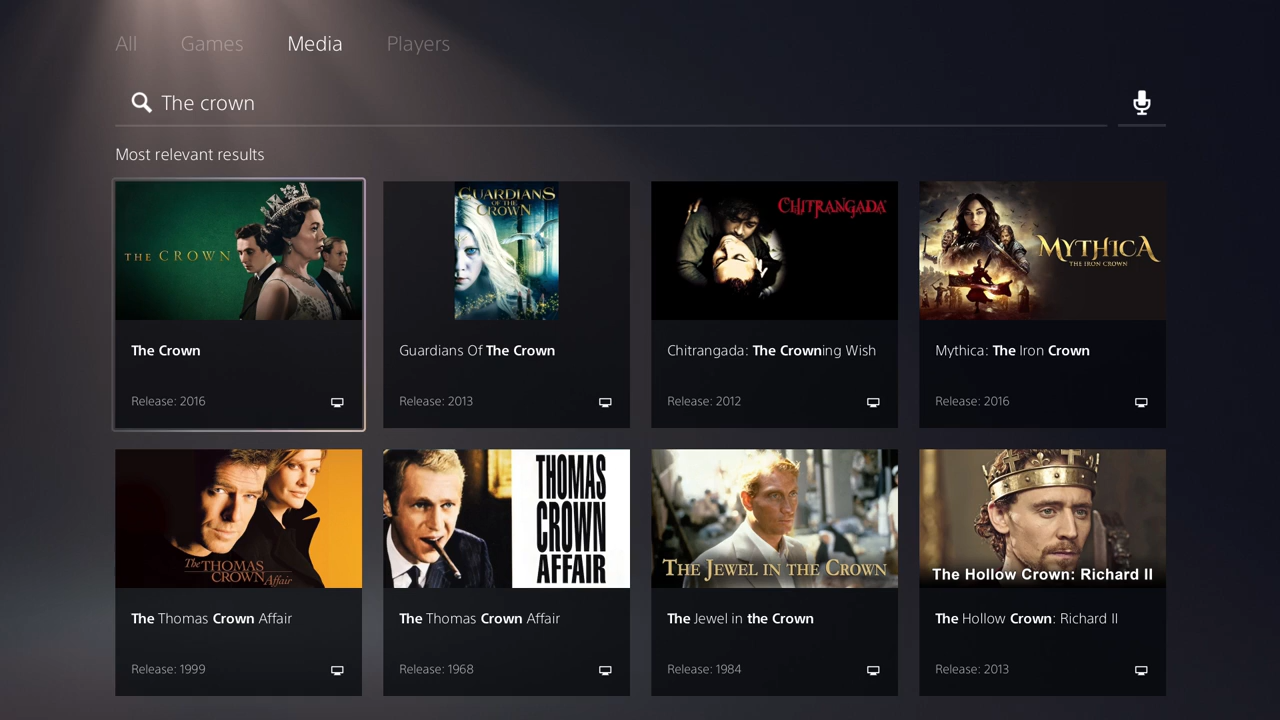 All Games Media Players
The crown
Most relevant results
THE CROWN
GUARDIANS
OF THE
CROWN
CHITRANGADA
MYTHICA
THE IRON CROWN
The Crown
Guardians Of The Crown
Chitrangada: The Crowning Wish
Mythica: The Iron Crown
Release: 2016
Release: 2013
Release: 2012
Release: 2016
The THOMAS
CROWN Affair
THOMAS
CROWN
AFFAIR
THE JEWEL IN THE CROWN
The Hollow Crown: Richard II
The Thomas Crown Affair
The Thomas Crown Affair
The Jewel in the Crown
The Hollow Crown: Richard II
Release: 1999
Release: 1968
Release: 1984
Release: 2013